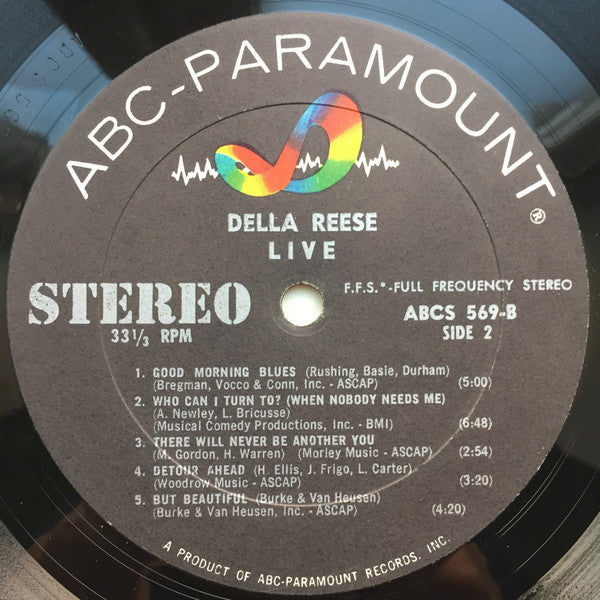 ABC-PARAMOUNT®
DELLA REESE
LIVE
STEREO
33 1/3 RPM
F.F.S.*-FULL FREQUENCY STEREO
ABCS 569-B
SIDE 2
1. GOOD MORNING BLUES (Rushing, Basie, Durham)
(Bregman, Vocco & Conn, Inc. - ASCAP) (5:00)
2. WHO CAN I TURN TO? (WHEN NOBODY NEEDS ME)
(A. Newley, L. Bricusse)
(Musical Comedy Productions, Inc. - BMI) (6:48)
3. THERE WILL NEVER BE ANOTHER YOU
(M. Gordon, H. Warren) (Morley Music - ASCAP) (2:54)
4. DETOUR AHEAD (H. Ellis, J. Frigo, L. Carter)
(Woodrow Music - ASCAP) (3:20)
5. BUT BEAUTIFUL (Burke & Van Heusen)
(Burke & Van Heusen, Inc. - ASCAP) (4:20)
A PRODUCT OF ABC-PARAMOUNT RECORDS, INC.